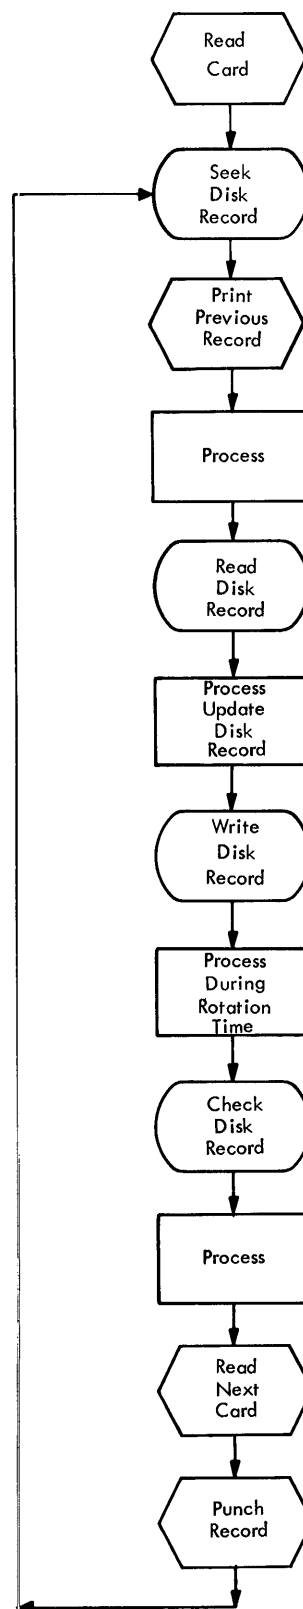 Read
Card
Seek
Disk
Record
Print
Previous
Record
Process
Read
Disk
Record
Process
Update
Disk
Record
Write
Disk
Record
Process
During
Rotation
Time
Check
Disk
Record
Process
Read
Next
Card
Punch
Record